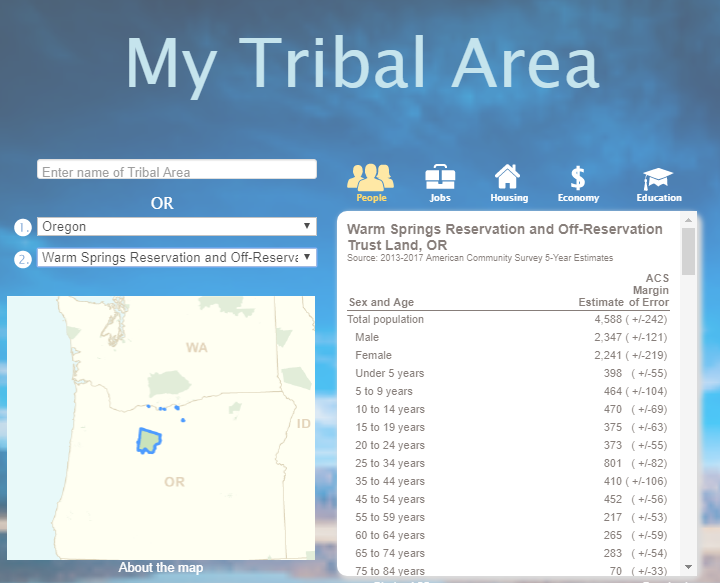 My Tribal Area
Enter name of Tribal Area
OR
1. Oregon
2. Warm Springs Reservation and Off-Reserva
WA
ID
OR
About the map
People Jobs Housing Economy Education
Warm Springs Reservation and Off-Reservation
Trust Land, OR
Source: 2013-2017 American Community Survey 5-Year Estimates
ACS
Margin
Sex and Age Estimate of Error
Total population 4,588 ( +/-242)
Male 2,347 ( +/-121)
Female 2,241 ( +/-219)
Under 5 years 398 ( +/-55)
5 to 9 years 464 ( +/-104)
10 to 14 years 470 ( +/-69)
15 to 19 years 375 ( +/-63)
20 to 24 years 373 ( +/-55)
25 to 34 years 801 ( +/-82)
35 to 44 years 410 ( +/-106)
45 to 54 years 452 ( +/-56)
55 to 59 years 217 ( +/-53)
60 to 64 years 265 ( +/-59)
65 to 74 years 283 ( +/-54)
75 to 84 years 70 ( +/-33)